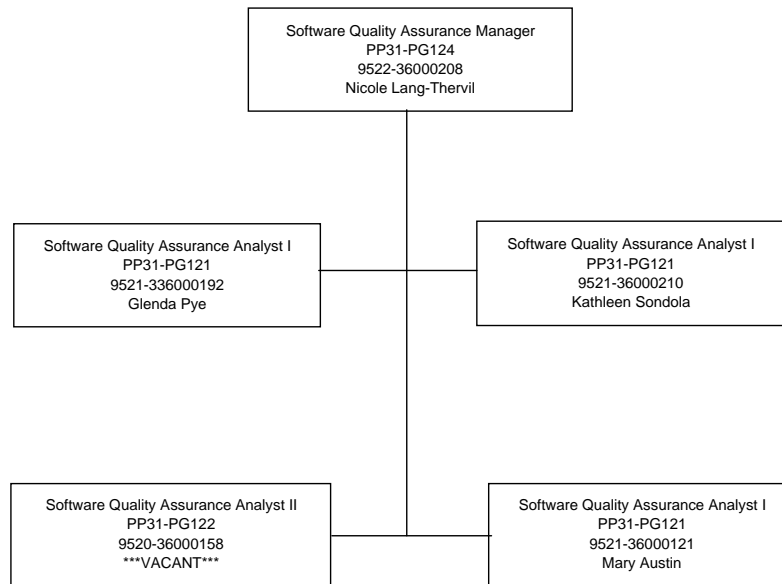 Software Quality Assurance Manager
PP31-PG124
9522-36000208
Nicole Lang-Thervil
Software Quality Assurance Analyst I
PP31-PG121
9521-336000192
Glenda Pye
Software Quality Assurance Analyst I
PP31-PG121
9521-36000210
Kathleen Sondola
Software Quality Assurance Analyst II
PP31-PG122
9520-36000158
***VACANT***
Software Quality Assurance Analyst I
PP31-PG121
9521-36000121
Mary Austin